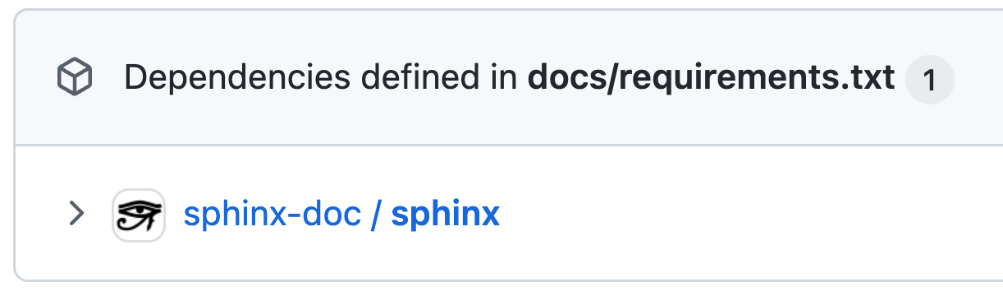 Dependencies defined in docs/requirements.txt 1
sphinx-doc / sphinx